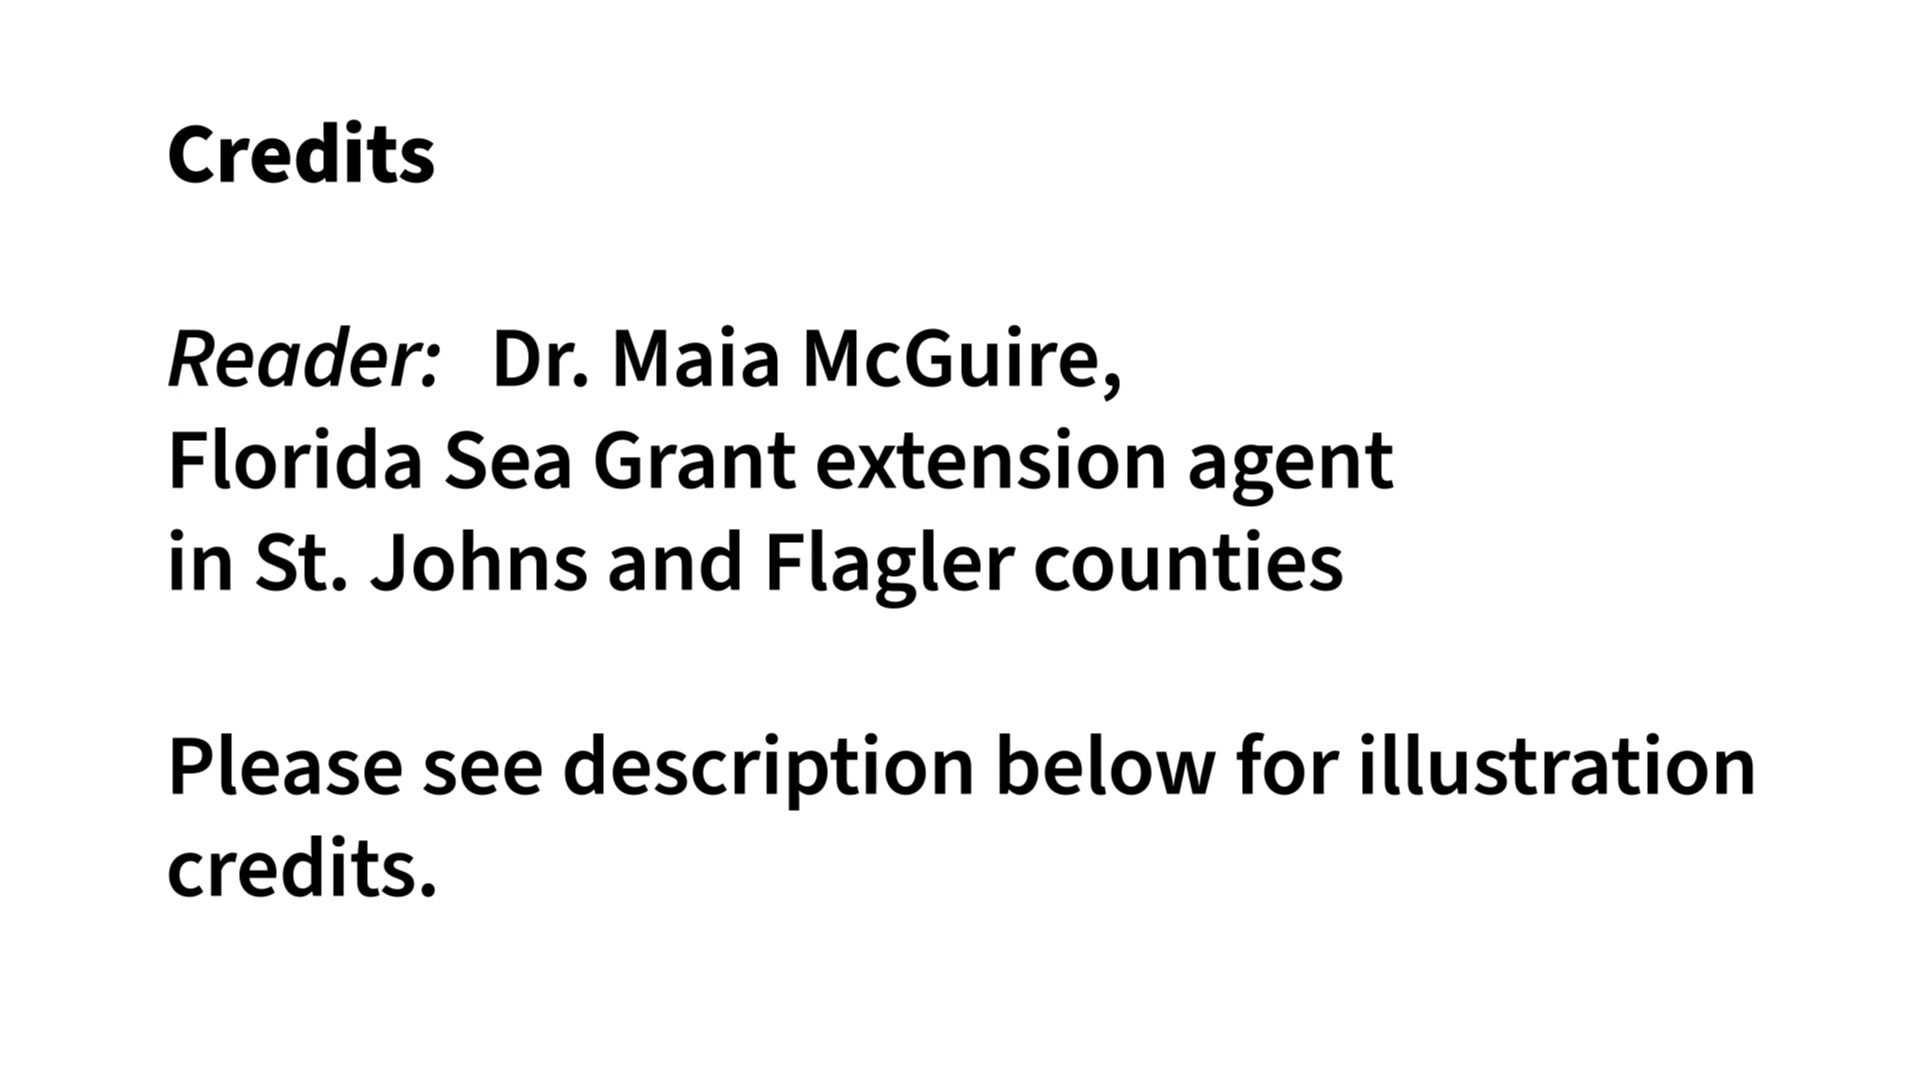 Credits
Reader: Dr. Maia McGuire,
Florida Sea Grant extension agent
in St. Johns and Flagler counties
Please see description below for illustration
credits.